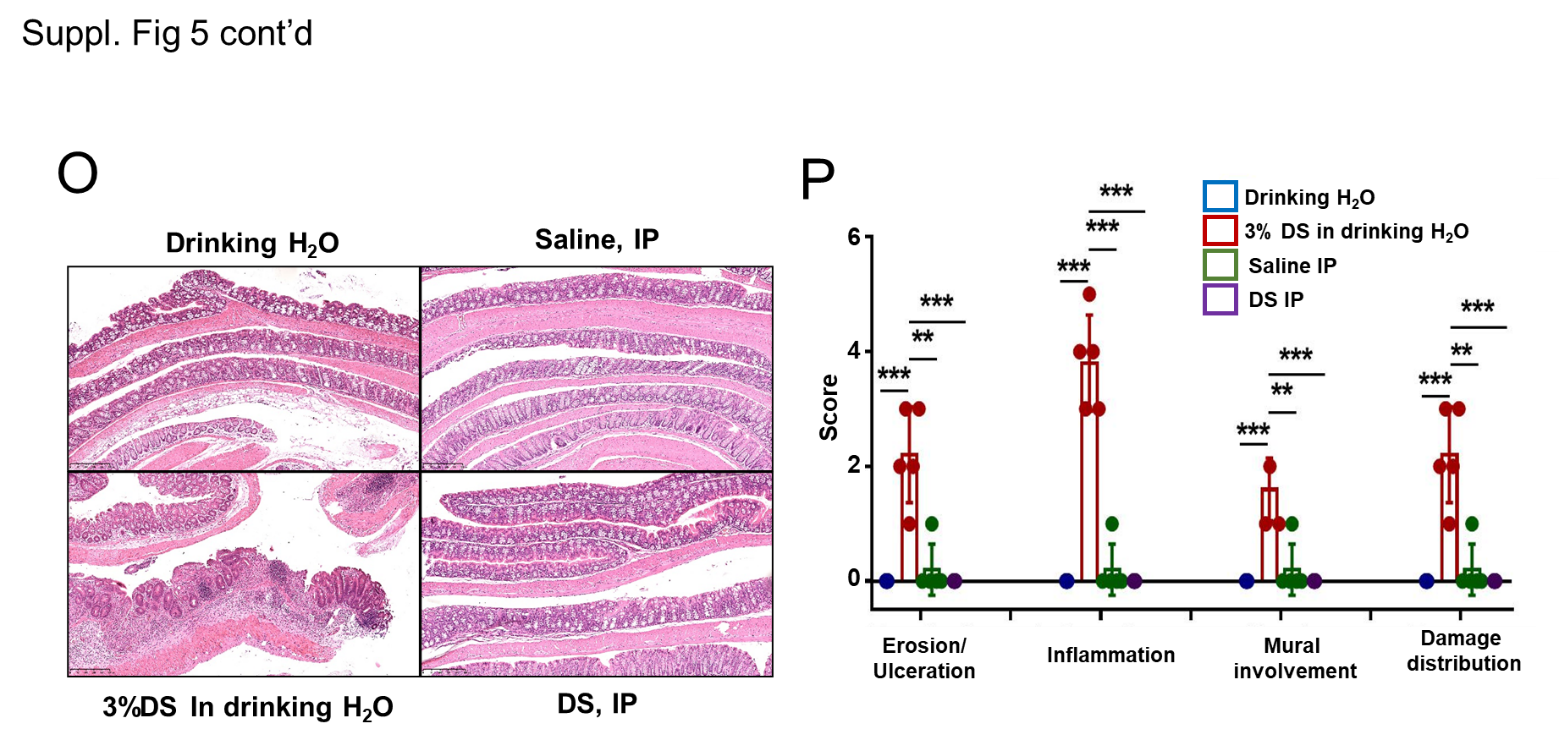 Suppl. Fig 5 cont’d
O
Drinking H2O
Saline, IP
3%DS In drinking H2O
DS, IP
P
Drinking H2O
3% DS in drinking H2O
Saline IP
DS IP
Score
6
4
2
0
***
**
***
***
***
***
***
**
***
***
**
***
Erosion/
Ulceration
Inflammation
Mural
involvement
Damage
distribution